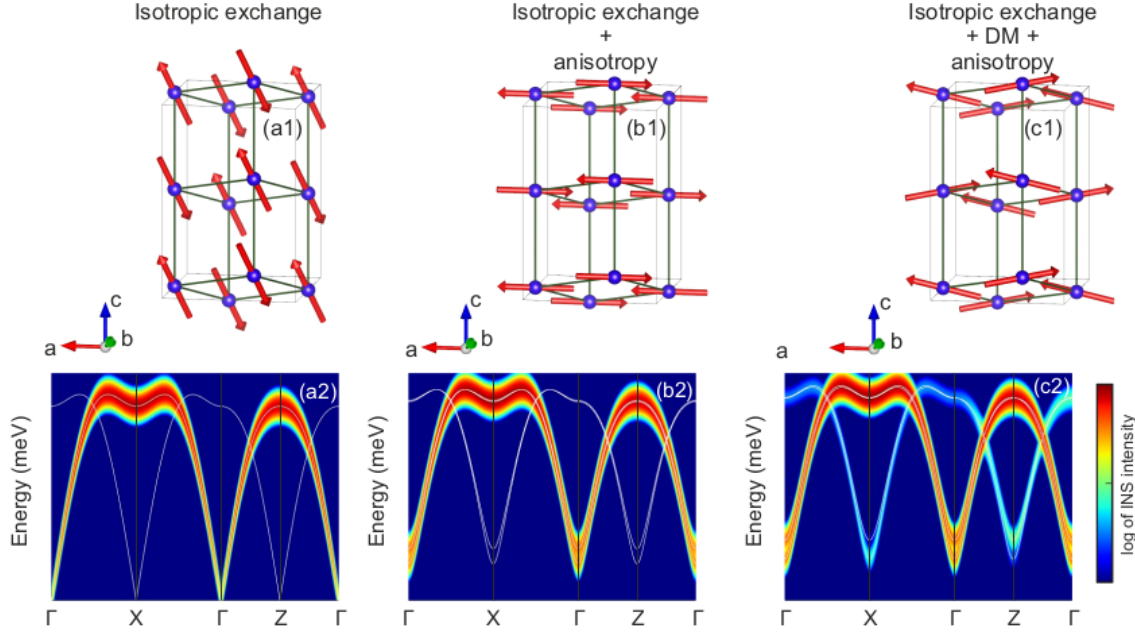 Isotropic exchange
Isotropic exchange
+
anisotropy
Isotropic exchange
+ DM +
anisotropy
(a1)
(b1)
(c1)
c
b
a
c
b
a
c
b
a
Energy (meV)
(a2)
Γ X Γ Z Γ
Energy (meV)
(b2)
Γ X Γ Z Γ
Energy (meV)
(c2)
Γ X Γ Z Γ
log of INS intensity